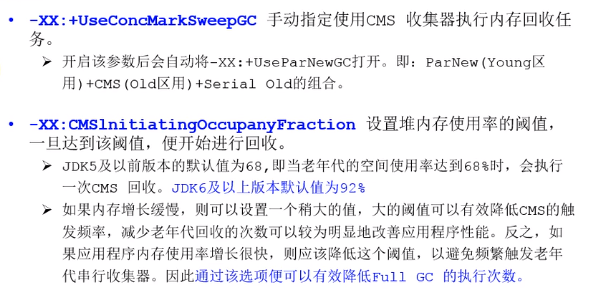 • -XX:+UseConcMarkSweepGC 手动指定使用CMS 收集器执行内存回收任
务。
➢ 开启该参数后会自动将-XX:+UseParNewGC打开。即：ParNew(Young区
用)+CMS(Old区用)+Serial Old的组合。
• -XX:CMSlnitiatingOccupanyFraction 设置堆内存使用率的阈值，
一旦达到该阈值，便开始进行回收。
➢ JDK5及以前版本的默认值为68,即当老年代的空间使用率达到68%时，会执行
一次CMS 回收。JDK6及以上版本默认值为92%
➢ 如果内存增长缓慢，则可以设置一个稍大的值，大的阈值可以有效降低CMS的触
发频率，减少老年代回收的次数可以较为明显地改善应用程序性能。反之，如
果应用程序内存使用率增长很快，则应该降低这个阈值，以避免频繁触发老年
代串行收集器。因此通过该选项便可以有效降低Full GC 的执行次数。